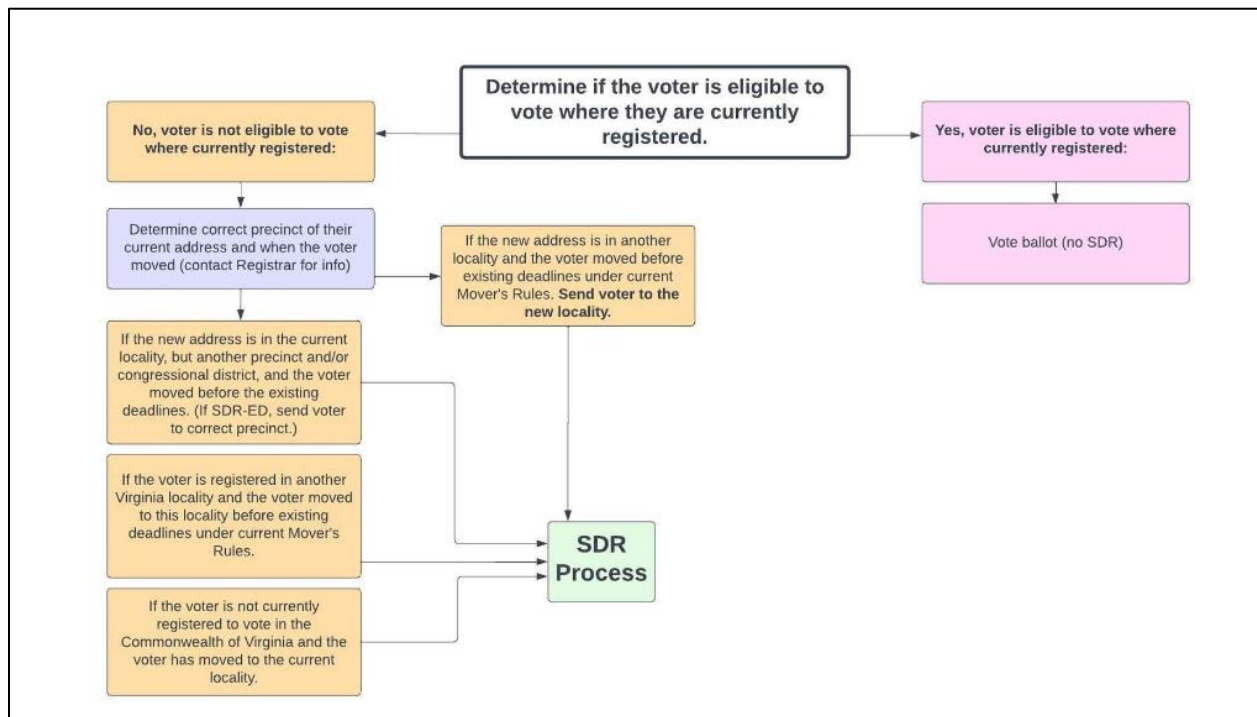 Determine if the voter is eligible to
vote where they are currently
registered.
No, voter is not eligible to vote
where currently registered:
Yes, voter is eligible to vote where
currently registered:
Determine correct precinct of their
current address and when the voter
moved (contact Registrar for info)
If the new address is in another
locality and the voter moved before
existing deadlines under current
Mover's Rules. Send voter to the
new locality.
Vote ballot (no SDR)
If the new address is in the current
locality, but another precinct and/or
congressional district, and the voter
moved before the existing
deadlines. (If SDR-ED, send voter
to correct precinct.)
If the voter is registered in another
Virginia locality and the voter moved
to this locality before existing
deadlines under current Mover's
Rules.
SDR
Process
If the voter is not currently
registered to vote in the
Commonwealth of Virginia and the
voter has moved to the current
locality.